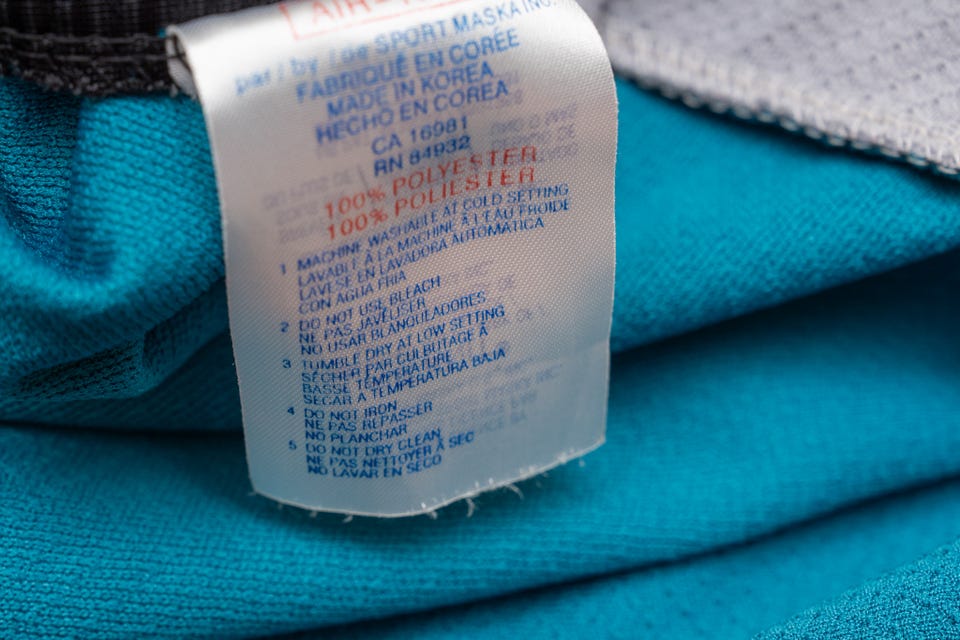 par / by / de SPORT MASKA INC.
FABRIQUÉ EN CORÉE
MADE IN KOREA
HECHO EN COREA
CA 16981
RN 84932
100% POLYESTER
100% POLIESTER
1 MACHINE WASHABLE AT COLD SETTING
LAVABLE À LA MACHINE À L'EAU FROIDE
LAVESE EN LAVADORA AUTOMATICA
CON AGUA FRIA
2 DO NOT USE BLEACH
NE PAS JAVELISER
NO USAR BLANQUEADORES
3 TUMBLE DRY AT LOW SETTING
SÉCHER PAR CULBUTAGE À
BASSE TEMPÉRATURE
SECAR A TEMPERATURA BAJA
4 DO NOT IRON
NE PAS REPASSER
NO PLANCHAR
5 DO NOT DRY CLEAN
NE PAS NETTOYER À SEC
NO LAVAR EN SECO